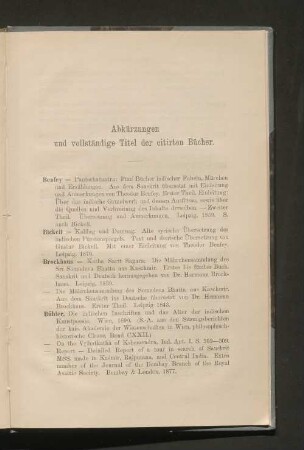 Abkürzungen
und vollständige Titel der citirten Bücher.
Benfey — Pantschatantra: Fünf Bücher indischer Fabeln, Märchen
und Erzählungen. Aus dem Sanskrit übersetzt mit Einleitung
und Anmerkungen von Theodor Benfey. Erster Theil. Einleitung:
Über das indische Grundwerk und dessen Ausflüsse, sowie über
die Quellen und Verbreitung des Inhalts derselben. — Zweiter
Theil. Übersetzung und Anmerkungen. Leipzig. 1859. S.
auch Bickell.
Bickell — Kalilag und Damnag. Alte syrische Übersetzung des
indischen Fürstenspiegels. Text und deutsche Übersetzung von
Gustav Bickell. Mit einer Einleitung von Theodor Benfey.
Leipzig. 1876.
Brockhaus — Katha Sarit Sagara. Die Märchensammlung des
Sri Somadeva Bhatta aus Kaschmir. Erstes bis fünftes Buch.
Sanskrit und Deutsch herausgegeben von Dr. Hermann Brockhaus.
Leipzig.
— Die Märchensammlung des Somadeva Bhatta aus Kaschmir.
Aus dem Sanskrit ins Deutsche übersetzt von Dr. Hermann
Brockhaus. Erster Theil. Leipzig 1843.
Bühler, Die indischen Inschriften und das Alter der indischen
Kunstpoesie. Wien, 1890. S.-A. aus den Sitzungsberichten
der kais. Akademie der Wissenschaften in Wien, philosophisch-
historische Classe Band CXXII.
— On the Vṛihatkathā of Kshemendra. Ind. Ant. I. S. 302—309.
— Report — Detailed Report of a tour in search of Sanskrit
MSS. made in Kaśmîr, Rajputana, and Central India. Extra
number of the Journal of the Bombay Branch of the Royal
Asiatic Society. Bombay & London. 1877.